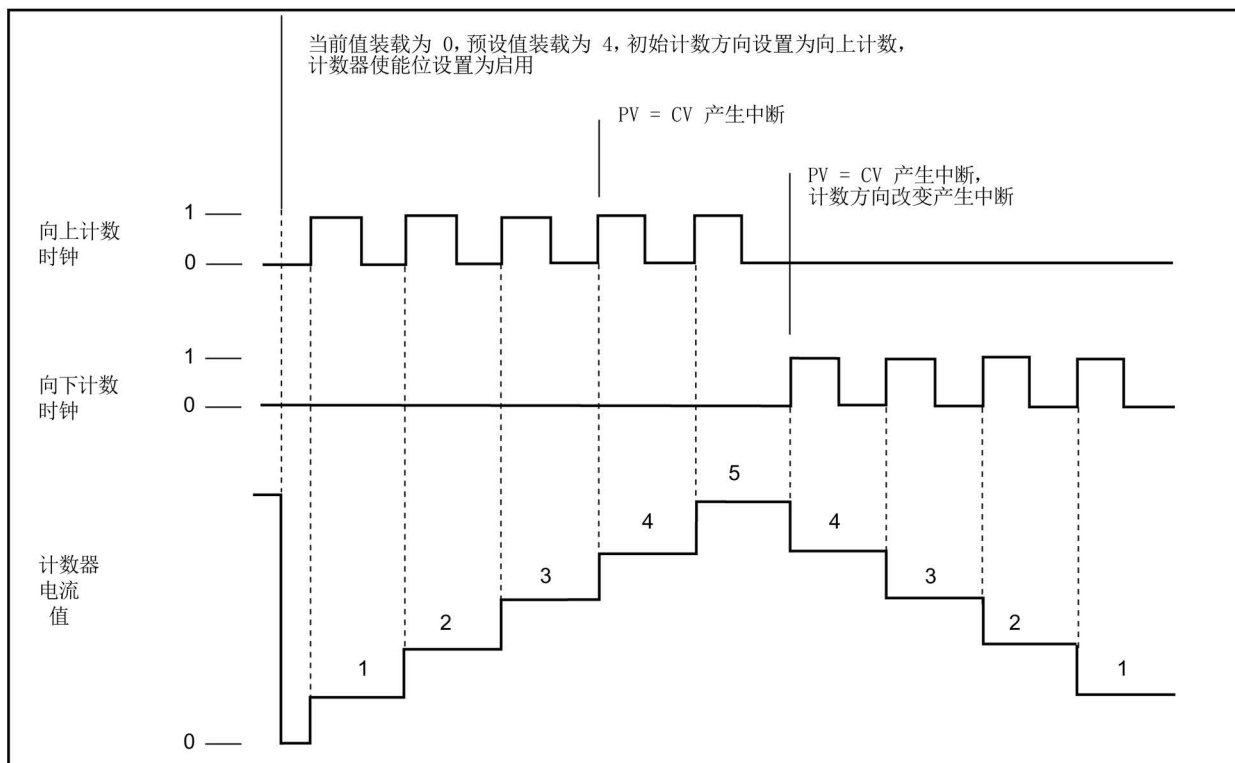 当前值装载为 0，预设值装载为 4，初始计数方向设置为向上计数，
计数器使能位设置为启用
PV = CV 产生中断
PV = CV 产生中断，
计数方向改变产生中断
向上计数
时钟
1
0
向下计数
时钟
1
0
计数器
电流
值
0
1
2
3
4
5
4
3
2
1